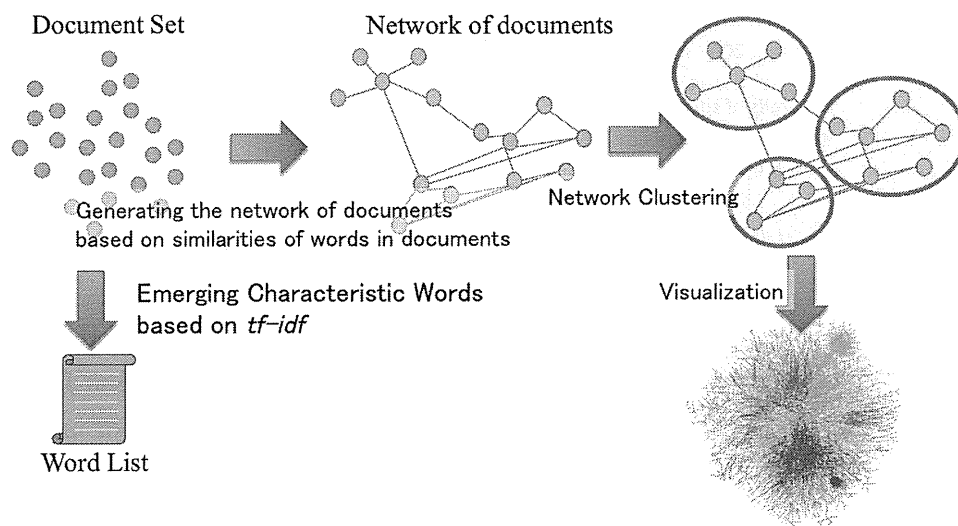 Document Set
Network of documents
Generating the network of documents
based on similarities of words in documents
Network Clustering
Emerging Characteristic Words
based on tf-idf
Visualization
Word List